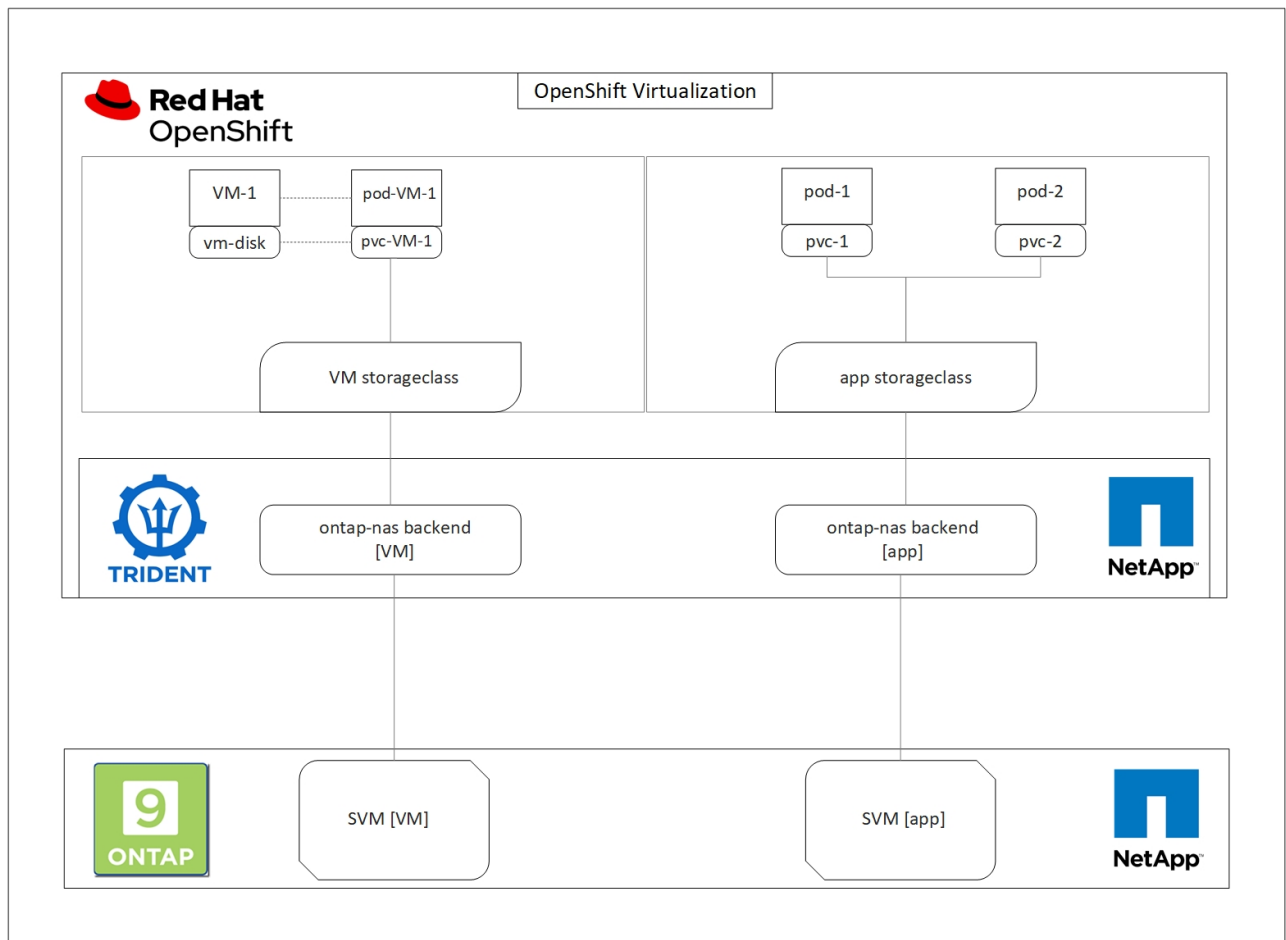 Red Hat
OpenShift
OpenShift Virtualization
VM-1
pod-VM-1
vm-disk
pvc-VM-1
pod-1
pod-2
pvc-1
pvc-2
VM storageclass
app storageclass
TRIDENT
ontap-nas backend
[VM]
ontap-nas backend
[app]
NetApp™
9
ONTAP
SVM [VM]
SVM [app]
NetApp™